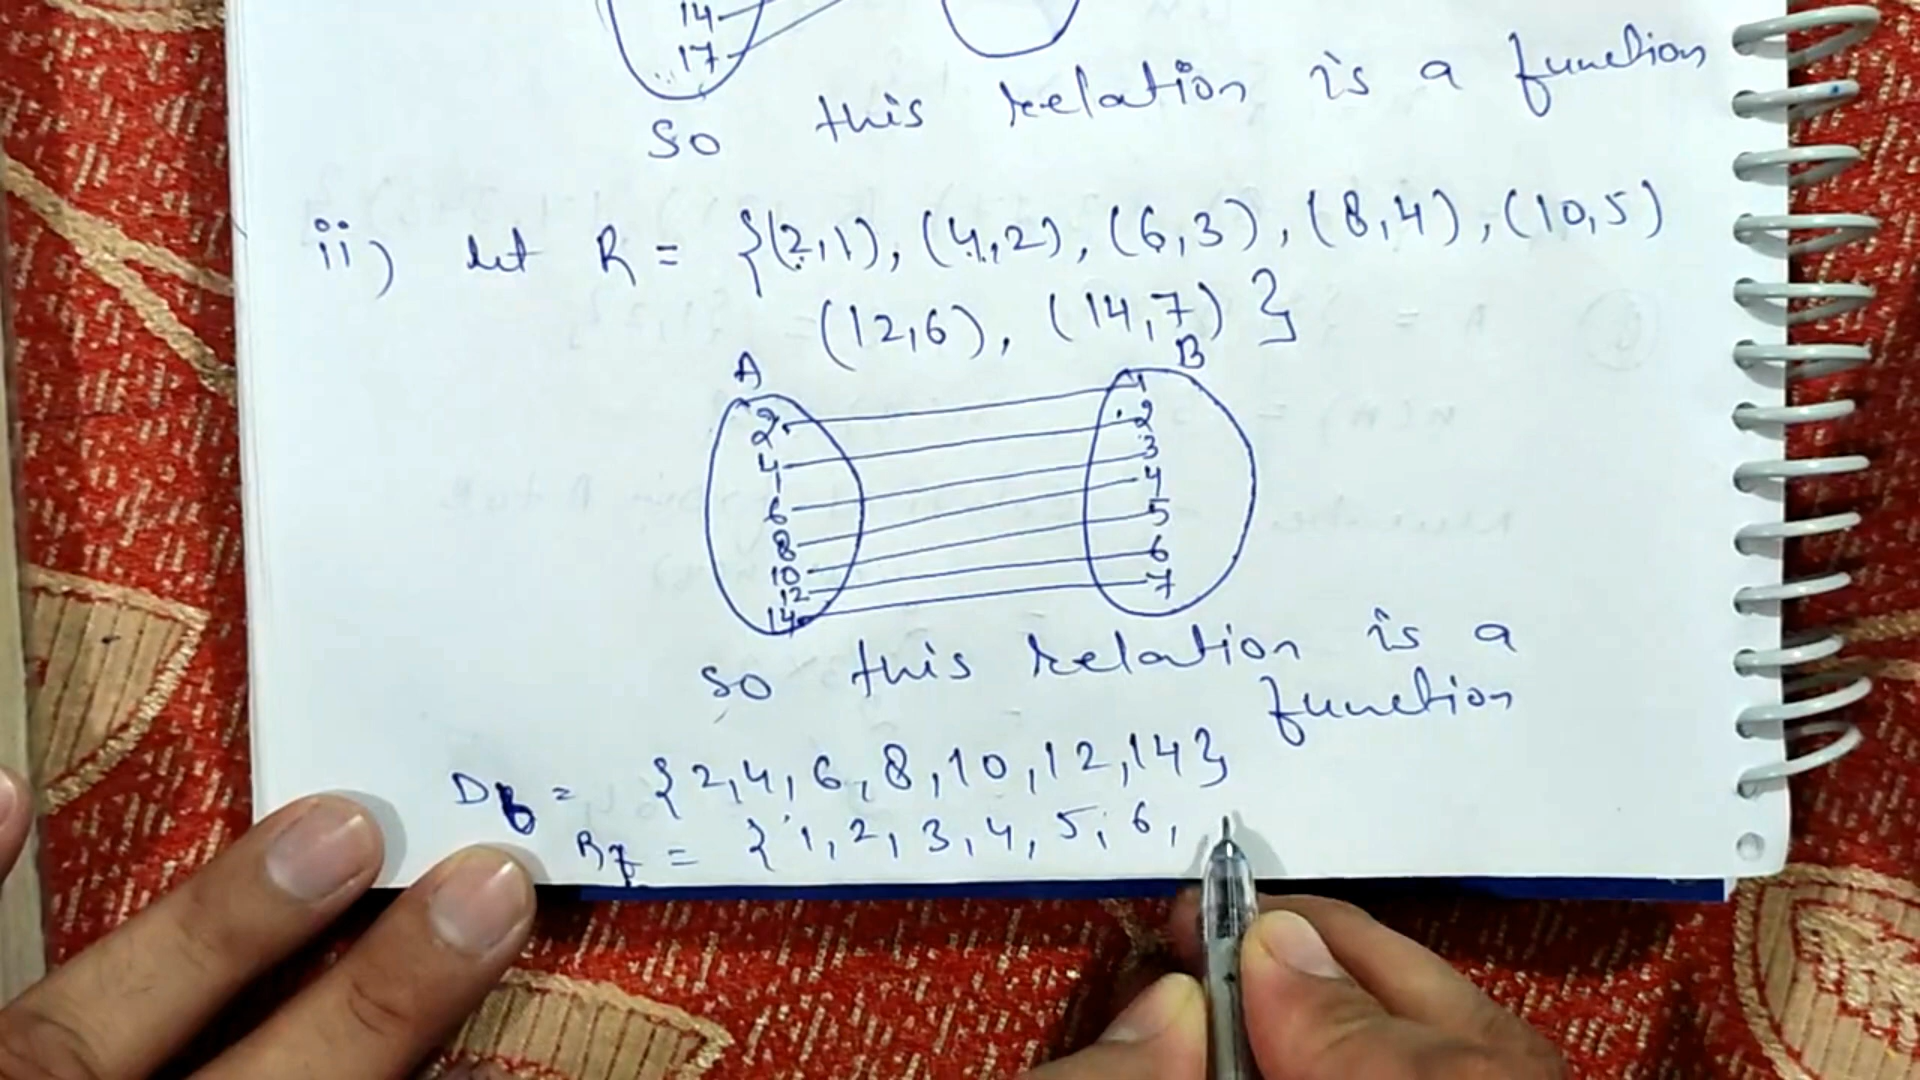 14
17
So this relation is a function
ii) let R = {(2,1), (4,2), (6,3), (8,4), (10,5)
(12,6), (14,7)}
A B
2 1
4 2
6 3
8 4
10 5
12 6
14 7
so this relation is a
function
Df = {2,4,6,8,10,12,14}
Rf = {1,2,3,4,5,6,